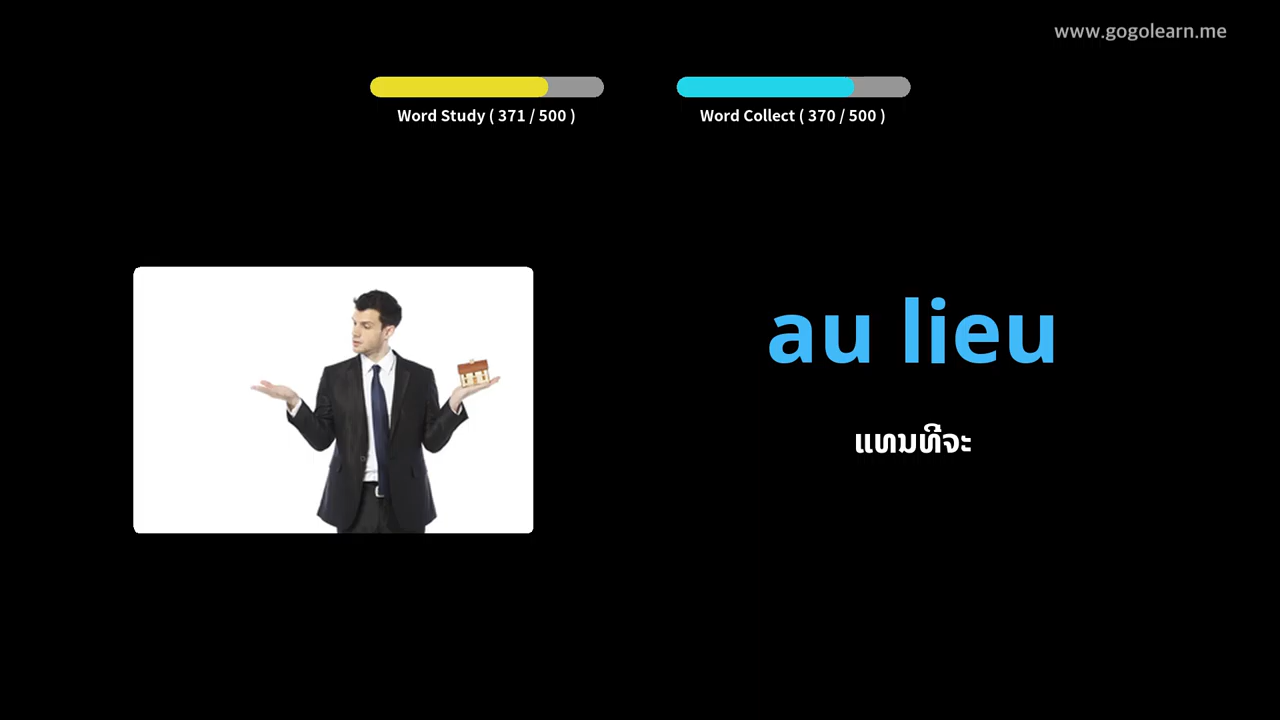 www.gogolearn.me
Word Study ( 371 / 500 )
Word Collect ( 370 / 500 )
au lieu
ແທນທີ່ຈະ